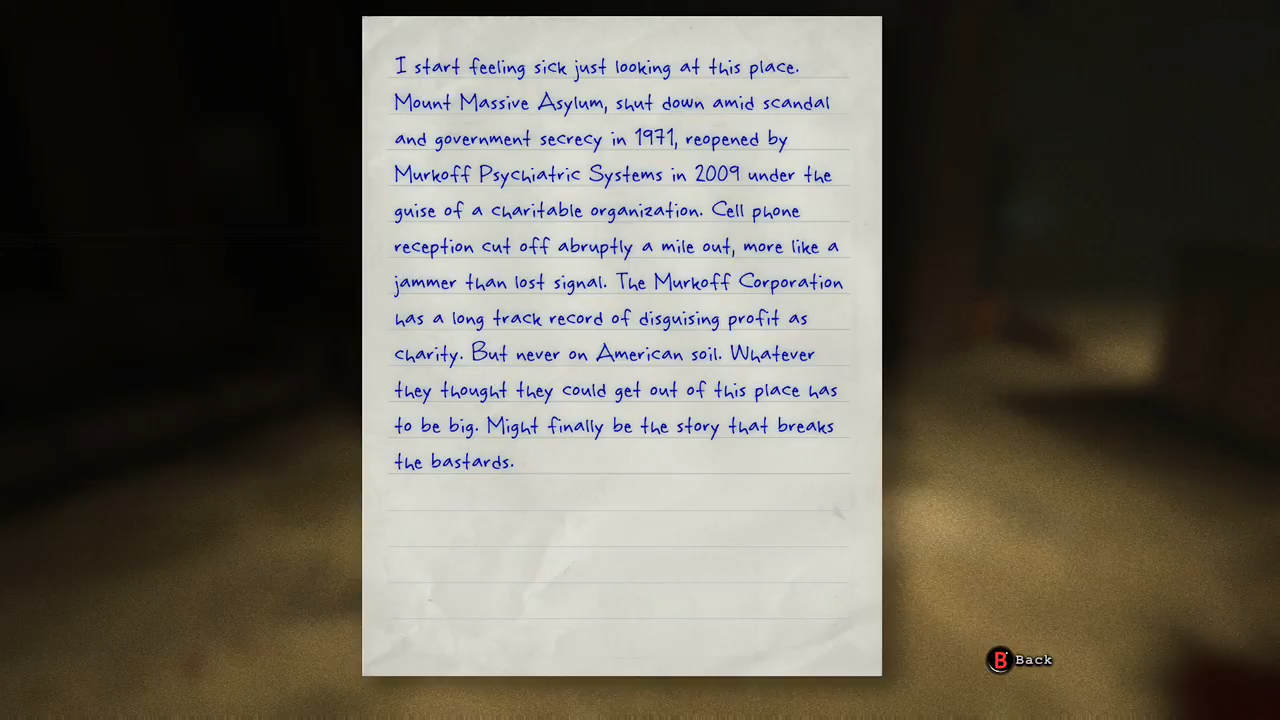 I start feeling sick just looking at this place.
Mount Massive Asylum, shut down amid scandal
and government secrecy in 1971, reopened by
Murkoff Psychiatric Systems in 2009 under the
guise of a charitable organization. Cell phone
reception cut off abruptly a mile out, more like a
jammer than lost signal. The Murkoff Corporation
has a long track record of disguising profit as
charity. But never on American soil. Whatever
they thought they could get out of this place has
to be big. Might finally be the story that breaks
the bastards.
B Back